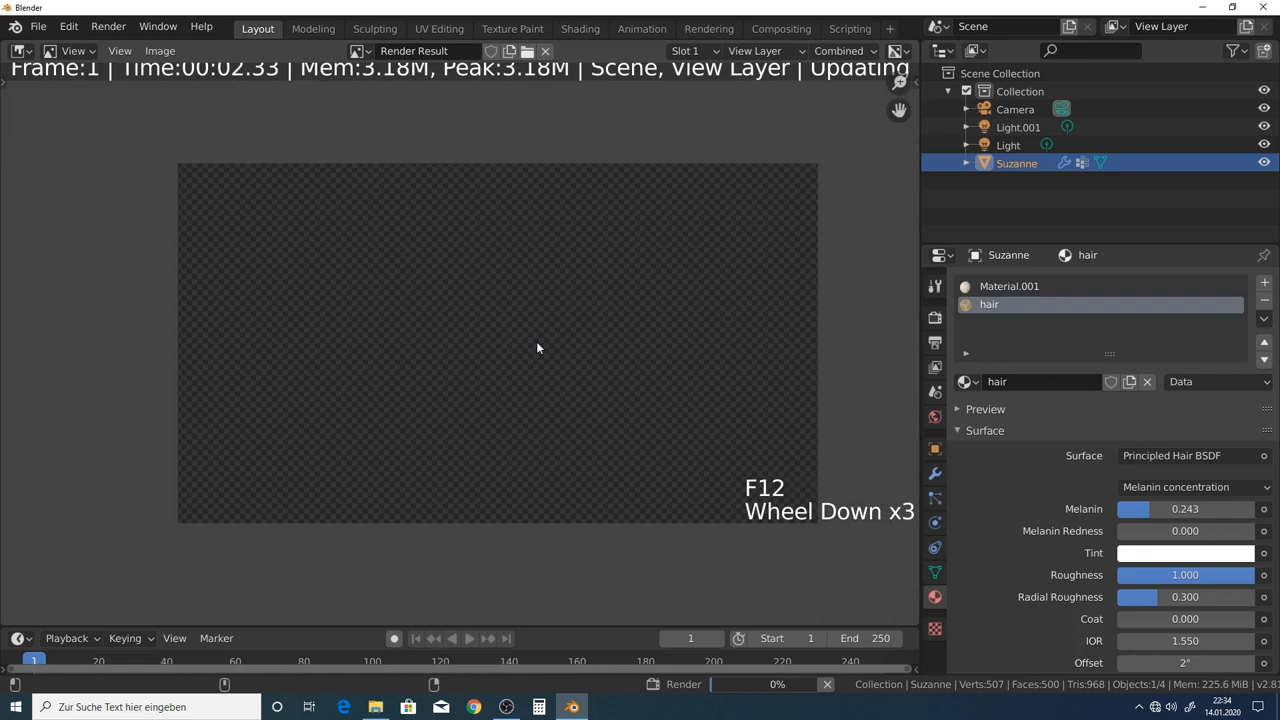 Blender
File Edit Render Window Help Layout Modeling Sculpting UV Editing Texture Paint Shading Animation Rendering Compositing Scripting + Scene View Layer
View View Image Render Result Slot 1 View Layer Combined
Frame:1 | Time:00:02.33 | Mem:3.18M, Peak:3.18M | Scene, View Layer | Updating
Scene Collection
Collection
Camera
Light.001
Light
Suzanne
Suzanne hair
Material.001
hair
hair Data
Preview
Surface
Surface Principled Hair BSDF
Melanin concentration
Melanin 0.243
Melanin Redness 0.000
Tint
Roughness 1.000
Radial Roughness 0.300
Coat 0.000
IOR 1.550
Offset 2°
F12
Wheel Down x3
Playback Keying View Marker 1 Start 1 End 250
1 20 40 60 80 100 120 140 160 180 200 220 240
Render 0% Collection | Suzanne | Verts:507 | Faces:500 | Tris:968 | Objects:1/4 | Mem: 225.6 MiB | v2.81
Zur Suche Text hier eingeben
22:34
14.01.2020